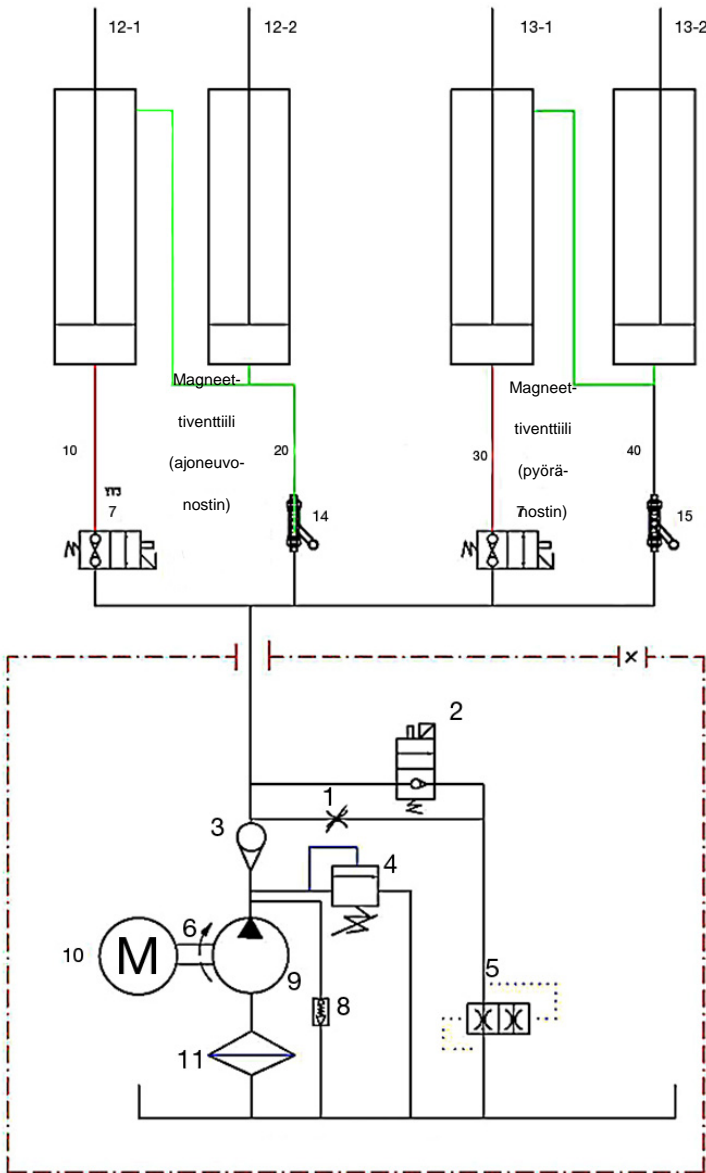 12-1
12-2
13-1
13-2
Magneet-
tiventtiili
(ajoneuvo-
nostin)
Magneet-
tiventtiili
(pyörä-
nostin)
10
20
30
40
7
14
7
15
2
1
3
4
6
10
M
9
5
8
11